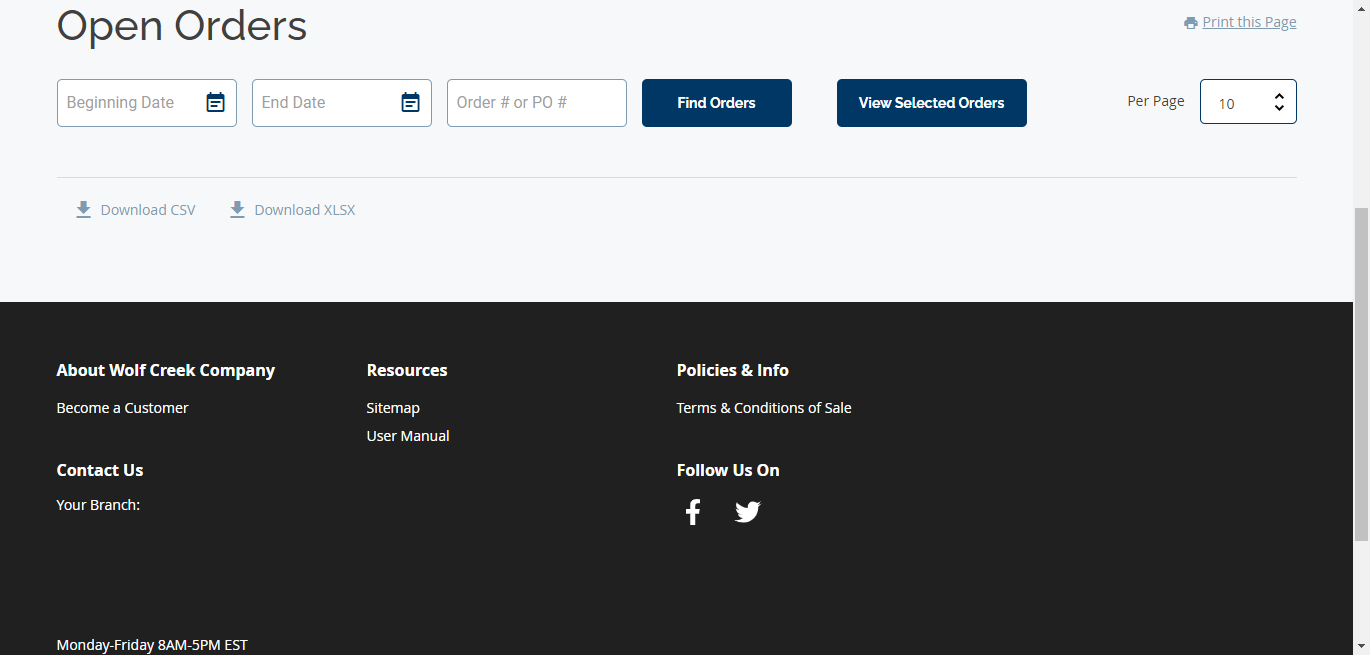 Open Orders
Print this Page
Beginning Date
End Date
Order # or PO #
Find Orders
View Selected Orders
Per Page
10
Download CSV
Download XLSX
About Wolf Creek Company
Become a Customer
Resources
Sitemap
User Manual
Policies & Info
Terms & Conditions of Sale
Contact Us
Your Branch:
Follow Us On
Monday-Friday 8AM-5PM EST